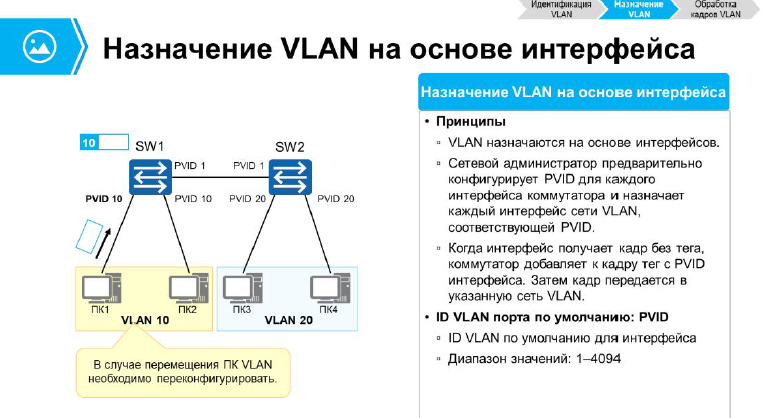 Идентификация
VLAN
Назначение
VLAN
Обработка
кадров VLAN
Назначение VLAN на основе интерфейса
10
SW1
SW2
PVID 1
PVID 1
PVID 10
PVID 10
PVID 20
PVID 20
ПК1
ПК2
ПК3
ПК4
VLAN 10
VLAN 20
В случае перемещения ПК VLAN
необходимо переконфигурировать.
Назначение VLAN на основе интерфейса
• Принципы
▫ VLAN назначаются на основе интерфейсов.
▫ Сетевой администратор предварительно
конфигурирует PVID для каждого
интерфейса коммутатора и назначает
каждый интерфейс сети VLAN,
соответствующей PVID.
▫ Когда интерфейс получает кадр без тега,
коммутатор добавляет к кадру тег с PVID
интерфейса. Затем кадр передается в
указанную сеть VLAN.
• ID VLAN порта по умолчанию: PVID
▫ ID VLAN по умолчанию для интерфейса
▫ Диапазон значений: 1–4094